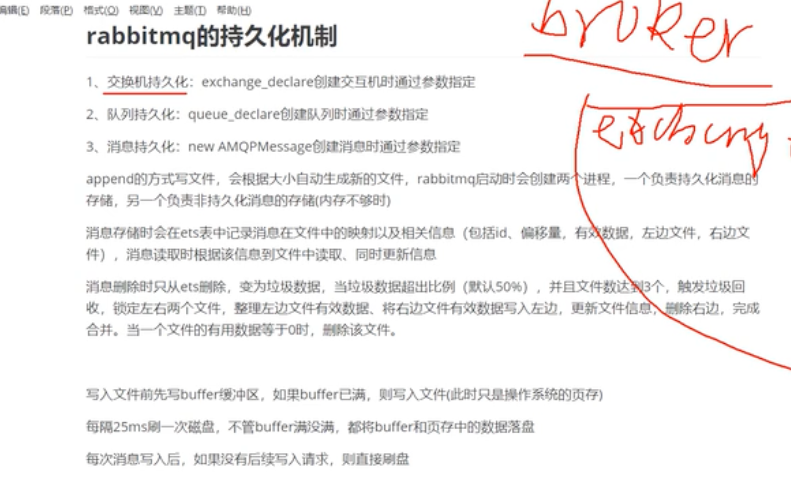 编辑(E) 段落(P) 格式(O) 视图(V) 主题(T) 帮助(H)
rabbitmq的持久化机制
broker
1、交换机持久化：exchange_declare创建交互机时通过参数指定
2、队列持久化：queue_declare创建队列时通过参数指定
3、消息持久化：new AMQPMessage创建消息时通过参数指定
append的方式写文件，会根据大小自动生成新的文件，rabbitmq启动时会创建两个进程，一个负责持久化消息的
存储，另一个负责非持久化消息的存储(内存不够时)
消息存储时会在ets表中记录消息在文件中的映射以及相关信息（包括id、偏移量，有效数据，左边文件，右边文
件），消息读取时根据该信息到文件中读取、同时更新信息
消息删除时只从ets删除，变为垃圾数据，当垃圾数据超出比例（默认50%），并且文件数达到3个，触发垃圾回
收，锁定左右两个文件，整理左边文件有效数据、将右边文件有效数据写入左边，更新文件信息，删除右边，完成
合并。当一个文件的有用数据等于0时，删除该文件。
写入文件前先写buffer缓冲区，如果buffer已满，则写入文件(此时只是操作系统的页存)
每隔25ms刷一次磁盘，不管buffer满没满，都将buffer和页存中的数据落盘
每次消息写入后，如果没有后续写入请求，则直接刷盘